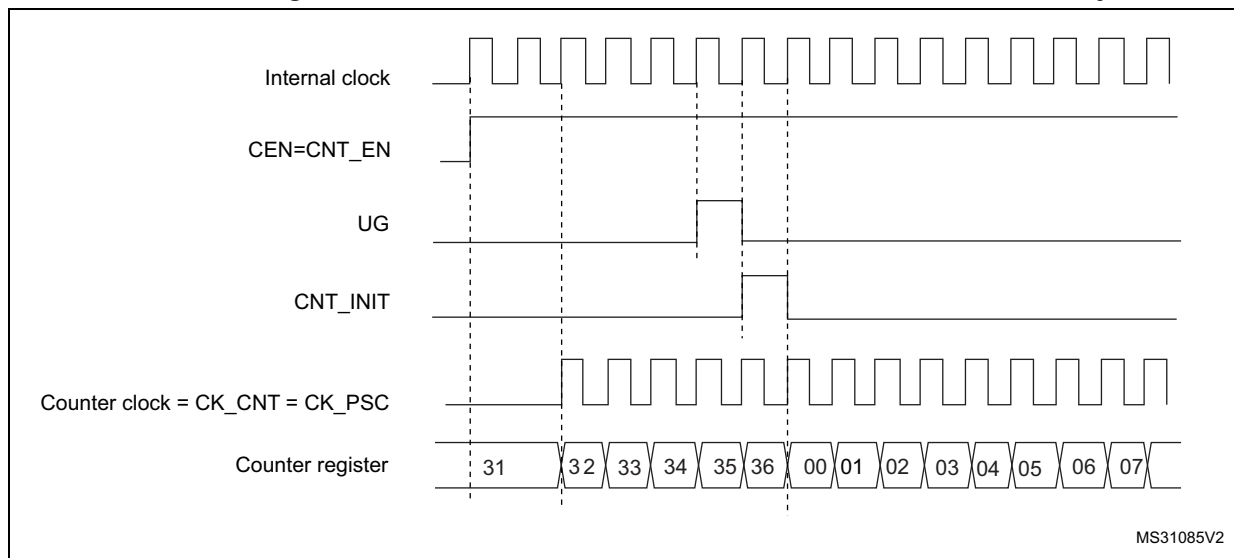 Internal clock
CEN=CNT_EN
UG
CNT_INIT
Counter clock = CK_CNT = CK_PSC
Counter register 31 32 33 34 35 36 00 01 02 03 04 05 06 07
MS31085V2